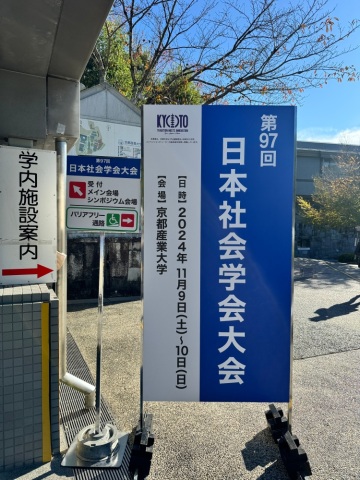 学内施設案内
第97回
日本社会学会大会
受付
メイン会場
シンポジウム会場
バリアフリー
通路
KYOTO
第97回
日本社会学会大会
日時】2024年11月9日(土)~10日(日)
【会場】京都産業大学